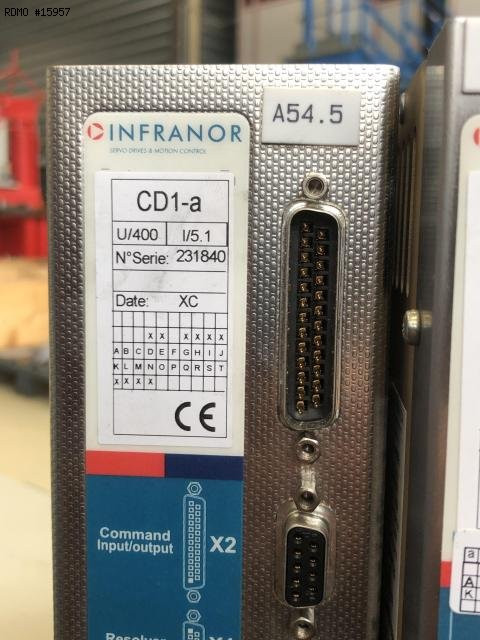 RDMO #15957
A54.5
INFRANOR
SERVO DRIVES & MOTION CONTROL
CD1-a
U/400 I/5.1
N°Serie: 231840
Date: XC
x x x x x x
A B C D E F G H I J
K L M N O P Q R S T
x x x x
CE
Command
Input/output X2
Resolver
a
A
K